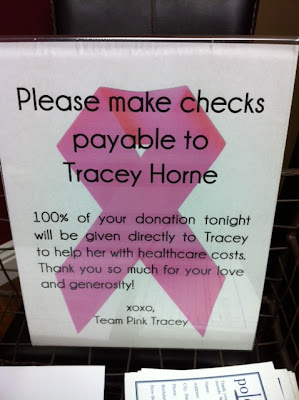 Please make checks
payable to
Tracey Horne
100% of your donation tonight
will be given directly to Tracey
to help her with healthcare costs.
Thank you so much for your love
and generosity!
xoxo,
Team Pink Tracey